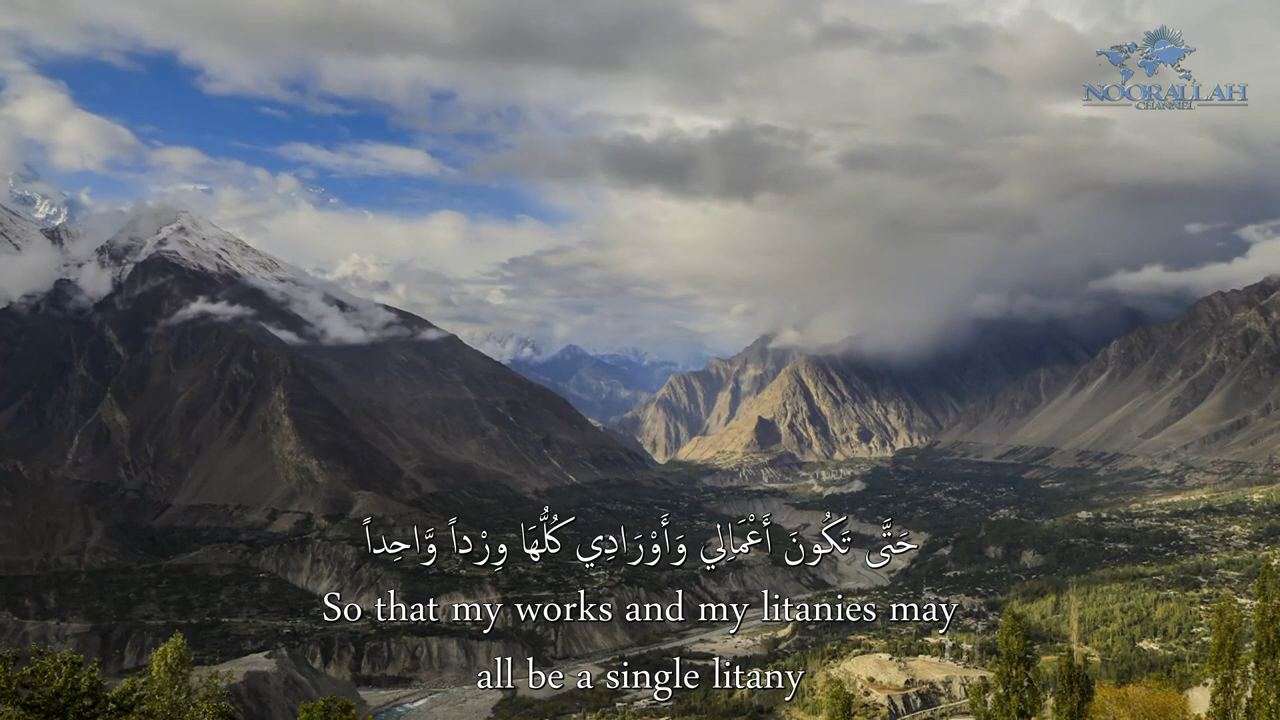 NOORALLAH
CHANNEL
حَتَّى تَكُونَ أَعْمَالِي وَأَوْرَادِي كُلُّهَا وِرْداً وَّاحِداً
So that my works and my litanies may
all be a single litany